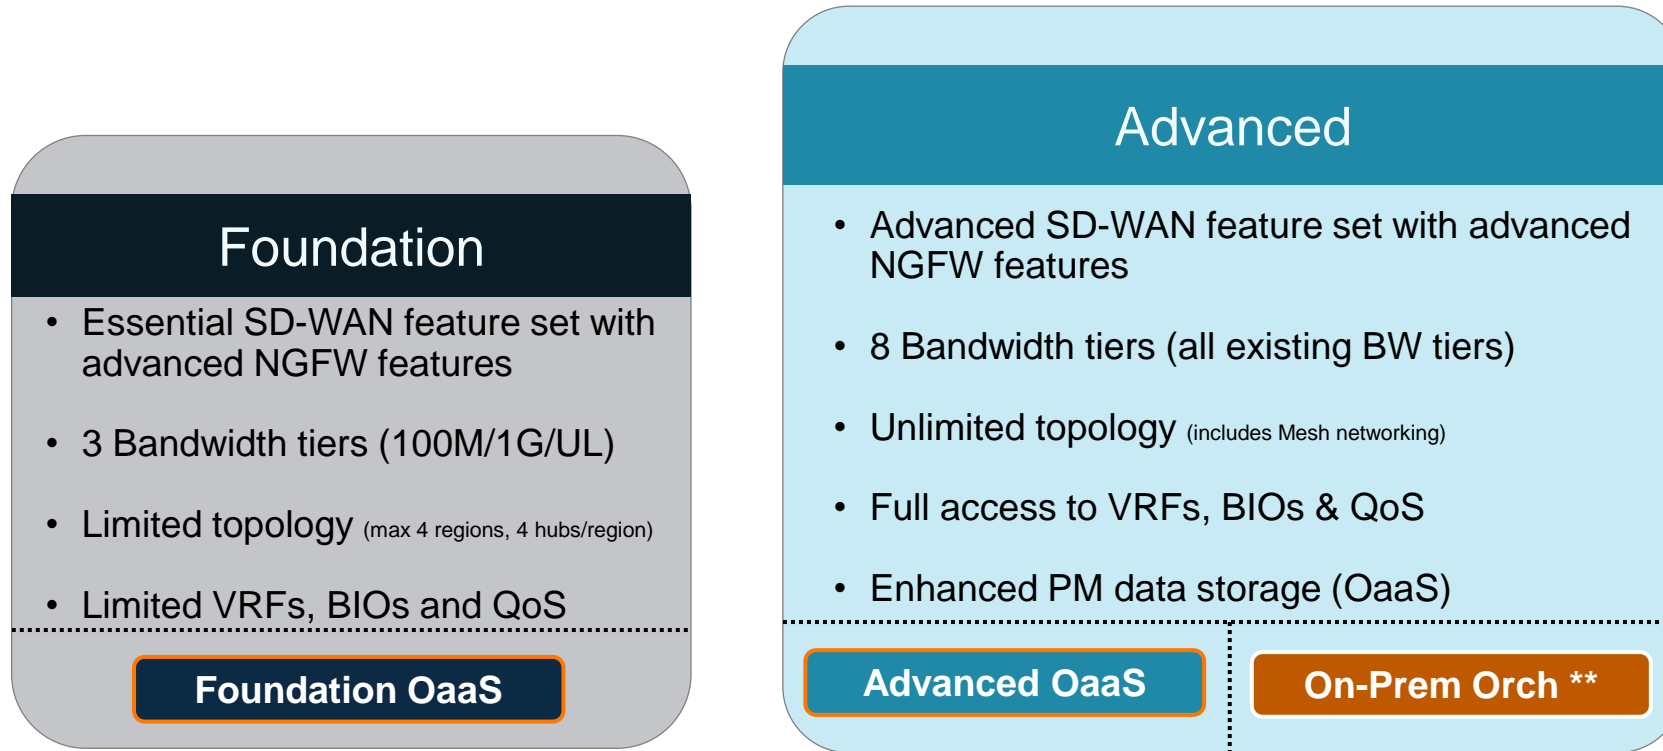 Foundation
• Essential SD-WAN feature set with
advanced NGFW features
• 3 Bandwidth tiers (100M/1G/UL)
• Limited topology (max 4 regions, 4 hubs/region)
• Limited VRFs, BIOs and QoS
Foundation OaaS
Advanced
• Advanced SD-WAN feature set with advanced
NGFW features
• 8 Bandwidth tiers (all existing BW tiers)
• Unlimited topology (includes Mesh networking)
• Full access to VRFs, BIOs & QoS
• Enhanced PM data storage (OaaS)
Advanced OaaS
On-Prem Orch **